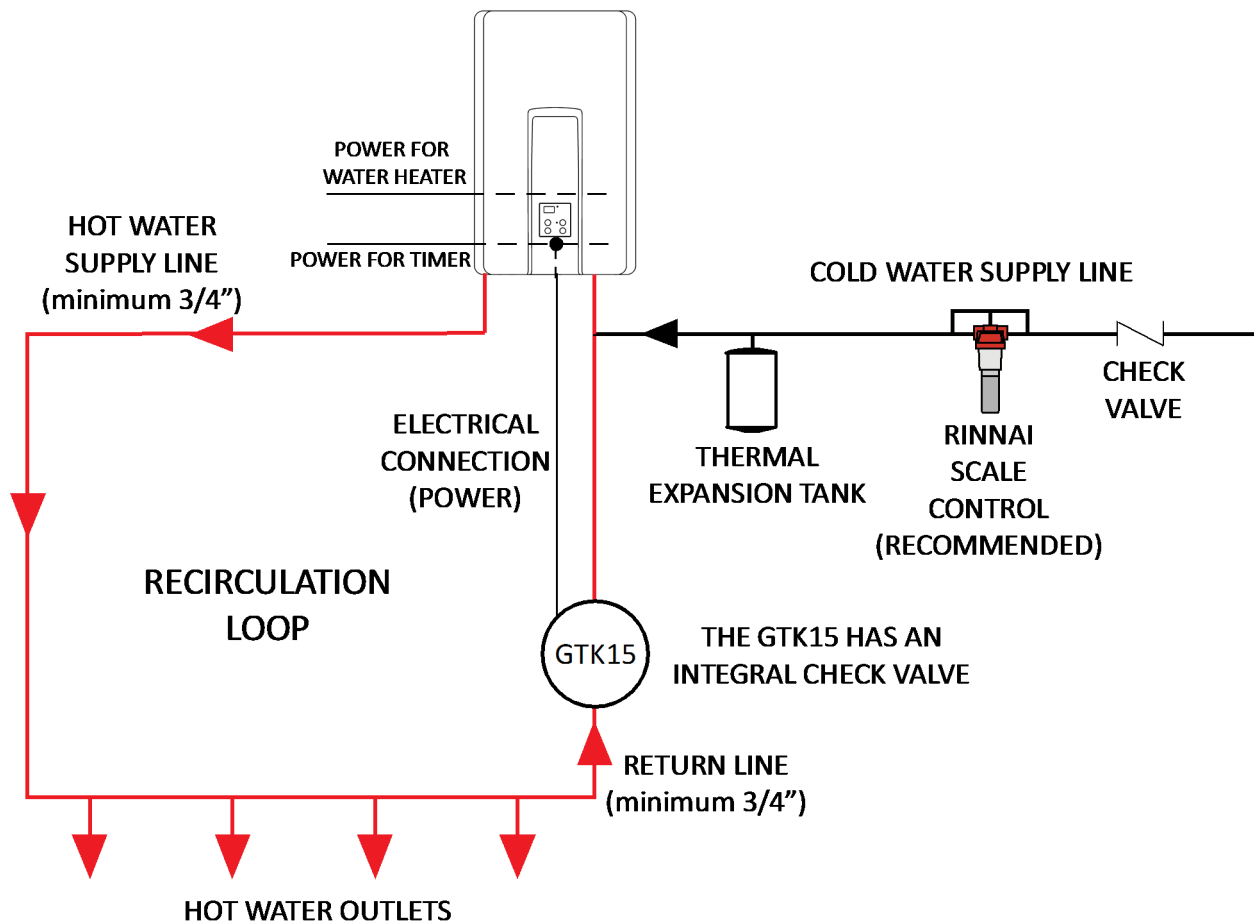 POWER FOR
WATER HEATER
HOT WATER
SUPPLY LINE
(minimum 3/4”)
POWER FOR TIMER
COLD WATER SUPPLY LINE
CHECK
VALVE
ELECTRICAL
CONNECTION
(POWER)
THERMAL
EXPANSION TANK
RINNAI
SCALE
CONTROL
(RECOMMENDED)
RECIRCULATION
LOOP
GTK15
THE GTK15 HAS AN
INTEGRAL CHECK VALVE
RETURN LINE
(minimum 3/4”)
HOT WATER OUTLETS